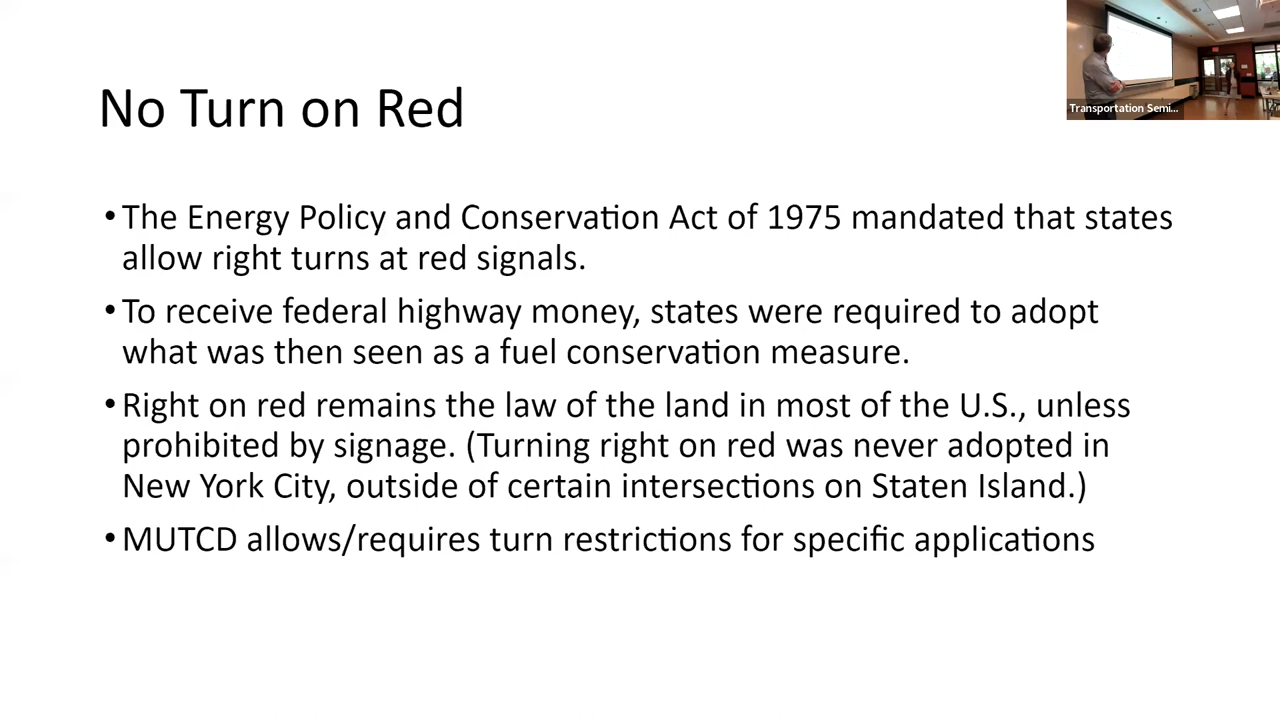 Transportation Semi...
No Turn on Red
•The Energy Policy and Conservation Act of 1975 mandated that states
allow right turns at red signals.
•To receive federal highway money, states were required to adopt
what was then seen as a fuel conservation measure.
•Right on red remains the law of the land in most of the U.S., unless
prohibited by signage. (Turning right on red was never adopted in
New York City, outside of certain intersections on Staten Island.)
•MUTCD allows/requires turn restrictions for specific applications